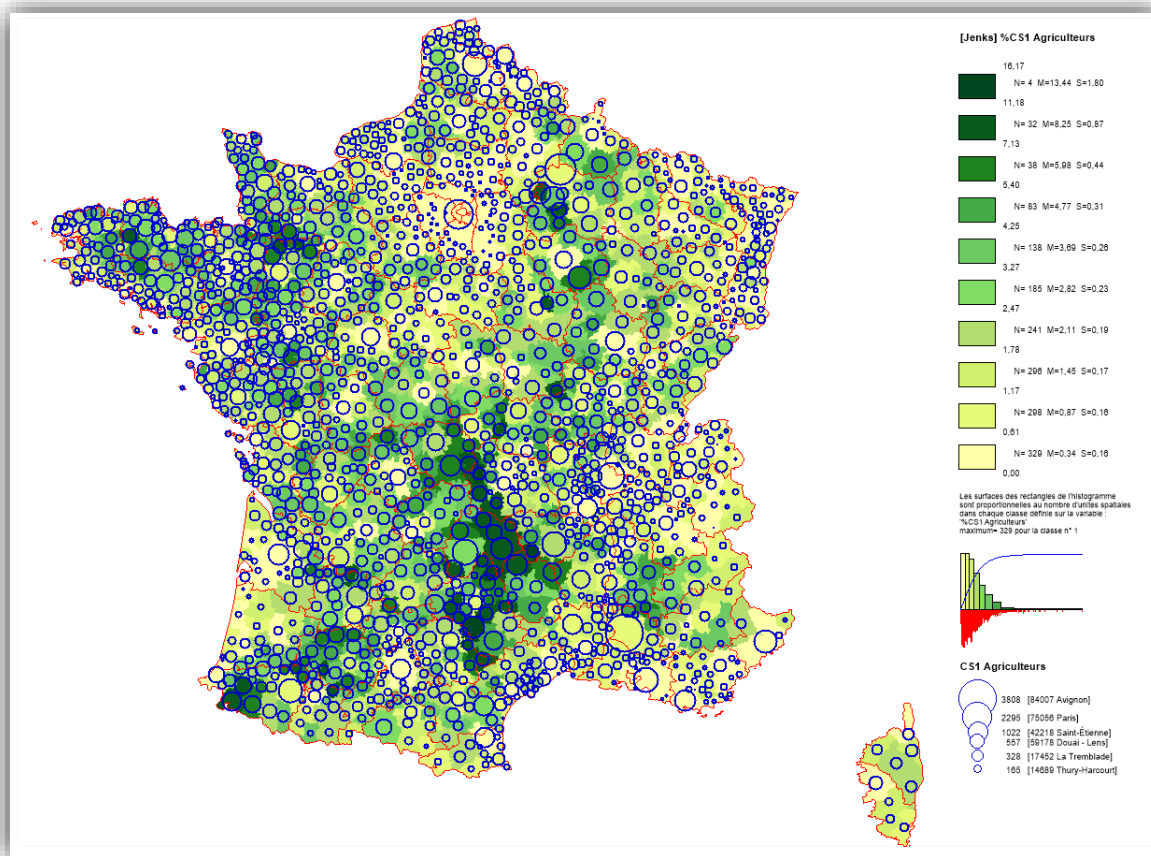 [Jenks] %CS1 Agriculteurs
16,17
N= 4 M=13,44 S=1,80
11,18
N= 32 M=8,25 S=0,87
7,13
N= 38 M=5,98 S=0,44
5,40
N= 83 M=4,77 S=0,31
4,25
N= 138 M=3,69 S=0,26
3,27
N= 185 M=2,82 S=0,23
2,47
N= 241 M=2,11 S=0,19
1,78
N= 296 M=1,45 S=0,17
1,17
N= 298 M=0,87 S=0,16
0,61
N= 329 M=0,34 S=0,16
0,00
Les surfaces des rectangles de l'histogramme
sont proportionnelles au nombre d'unites spatiales
dans chaque classe définie sur la variable :
'%CS1 Agriculteurs'
maximum= 329 pour la classe n° 1
CS1 Agriculteurs
3808 [84007 Avignon]
2295 [75056 Paris]
1022 [42218 Saint-Étienne]
557 [59178 Douai - Lens]
328 [17452 La Tremblade]
165 [14689 Thury-Harcourt]